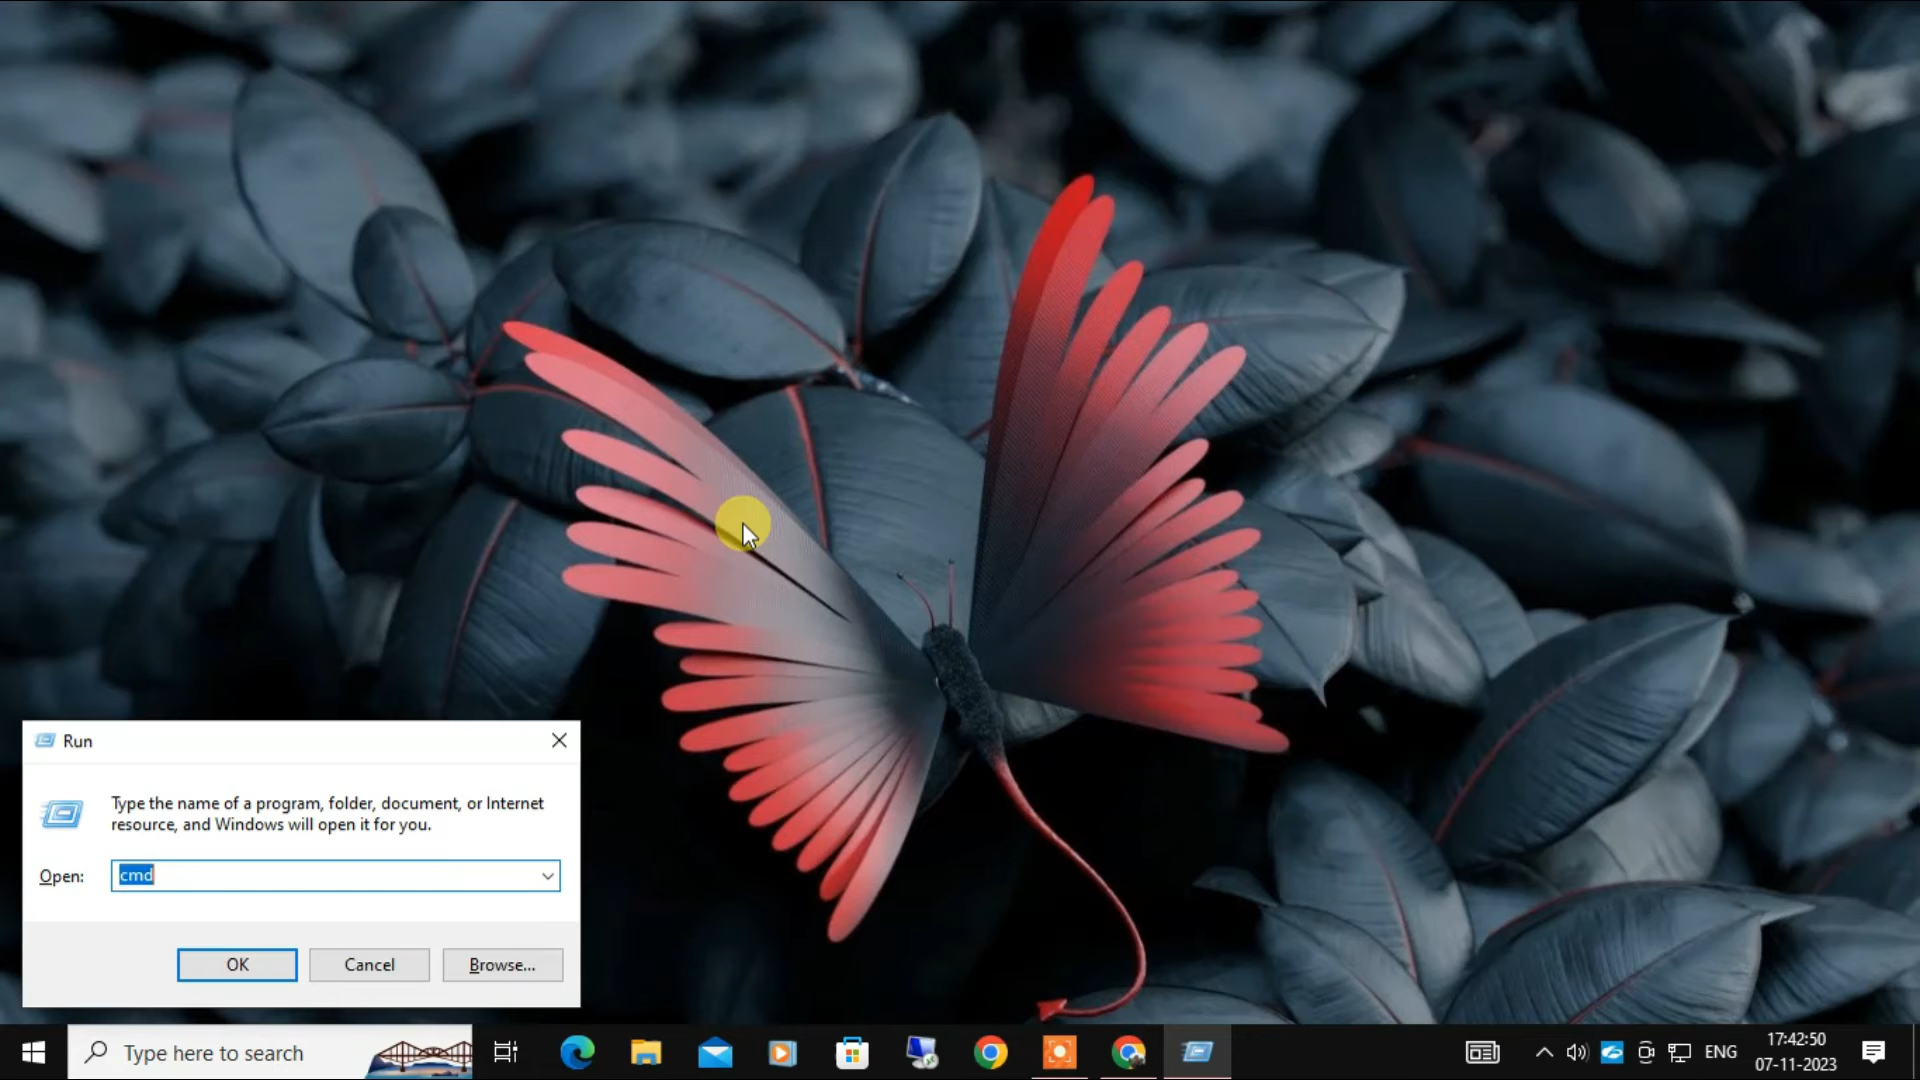 Run
Type the name of a program, folder, document, or Internet
resource, and Windows will open it for you.
Open: cmd
OK Cancel Browse...
Type here to search
ENG
17:42:50
07-11-2023